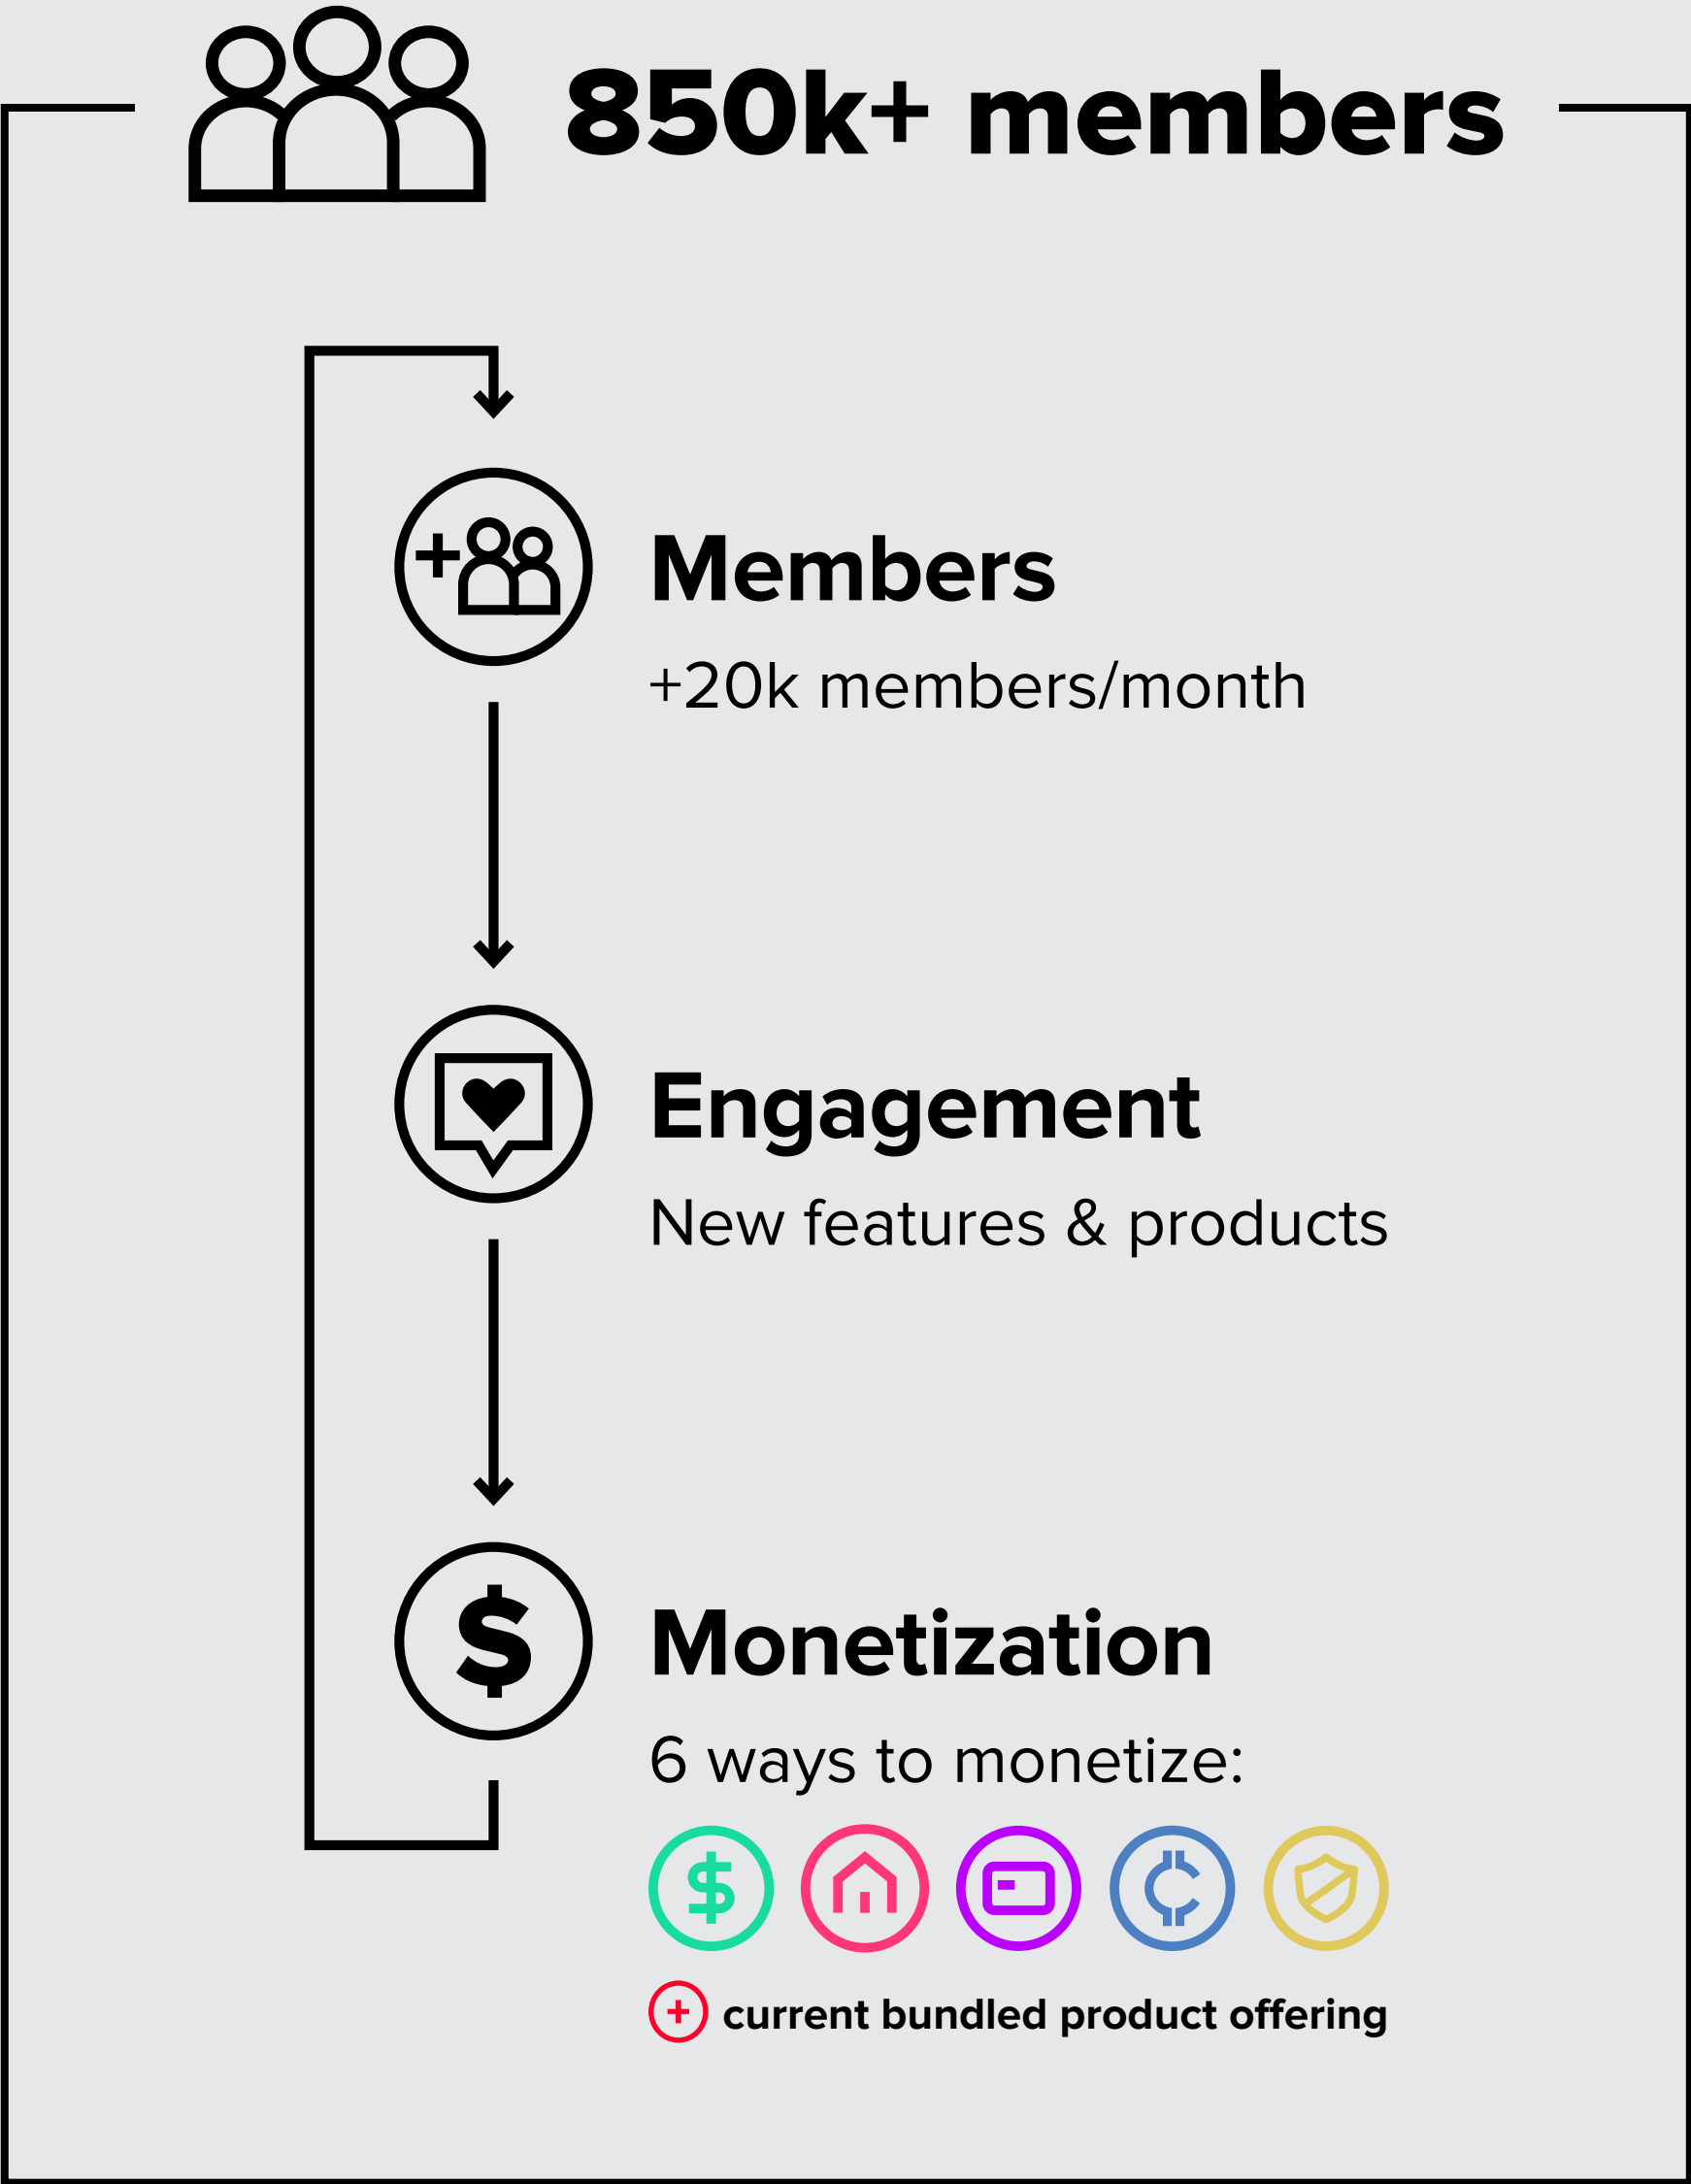 850k+ members
Members
+20k members/month
Engagement
New features & products
Monetization
6 ways to monetize:
current bundled product offering